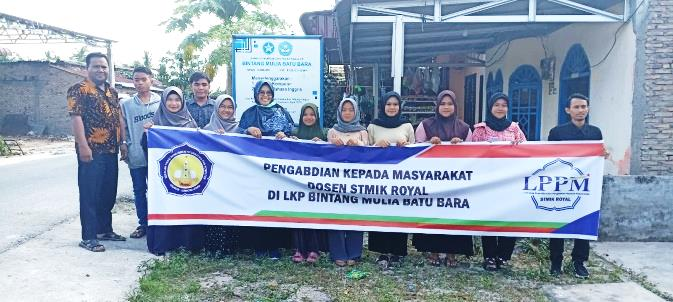 BINTANG MULIA BATU BARA
Menyelenggarakan
PENGABDIAN KEPADA MASYARAKAT
DOSEN STMIK ROYAL
DI LKP BINTANG MULIA BATU BARA
LPPM
STMIK ROYAL